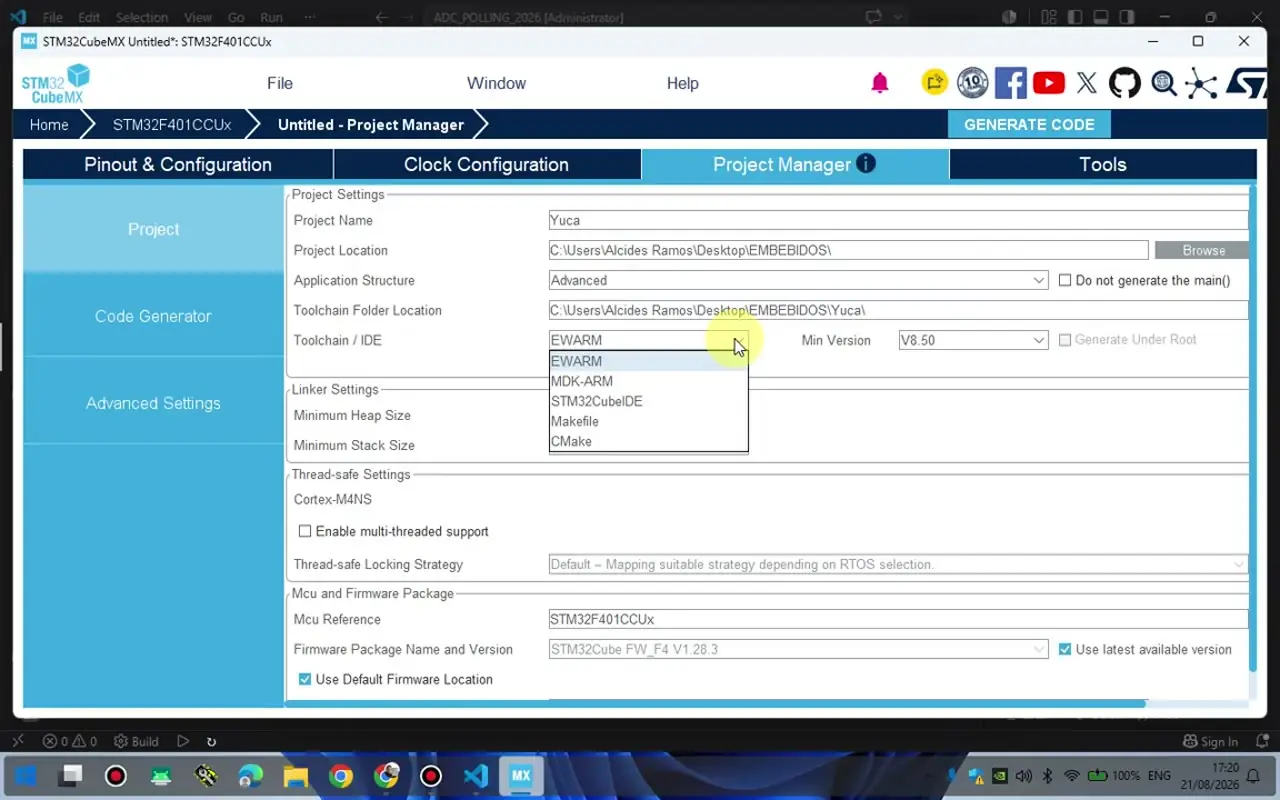 File Edit Selection View Go Run ··· ADC_POLLING_2026 [Administrator]
MX STM32CubeMX Untitled*: STM32F401CCUx
STM32 CubeMX File Window Help 10
Home STM32F401CCUx Untitled - Project Manager GENERATE CODE
Pinout & Configuration Clock Configuration Project Manager Tools
Project
Code Generator
Advanced Settings
Project Settings
Project Name Yuca
Project Location C:\Users\Alcides Ramos\Desktop\EMBEBIDOS\ Browse
Application Structure Advanced Do not generate the main()
Toolchain Folder Location C:\Users\Alcides Ramos\Desktop\EMBEBIDOS\Yuca\
Toolchain / IDE EWARM Min Version V8.50 Generate Under Root
EWARM
MDK-ARM
STM32CubeIDE
Makefile
CMake
Linker Settings
Minimum Heap Size
Minimum Stack Size
Thread-safe Settings
Cortex-M4NS
Enable multi-threaded support
Thread-safe Locking Strategy Default – Mapping suitable strategy depending on RTOS selection.
Mcu and Firmware Package
Mcu Reference STM32F401CCUx
Firmware Package Name and Version STM32Cube FW_F4 V1.28.3 Use latest available version
Use Default Firmware Location
0 0 Build Sign In
MX 100% ENG 17:20
21/08/2026